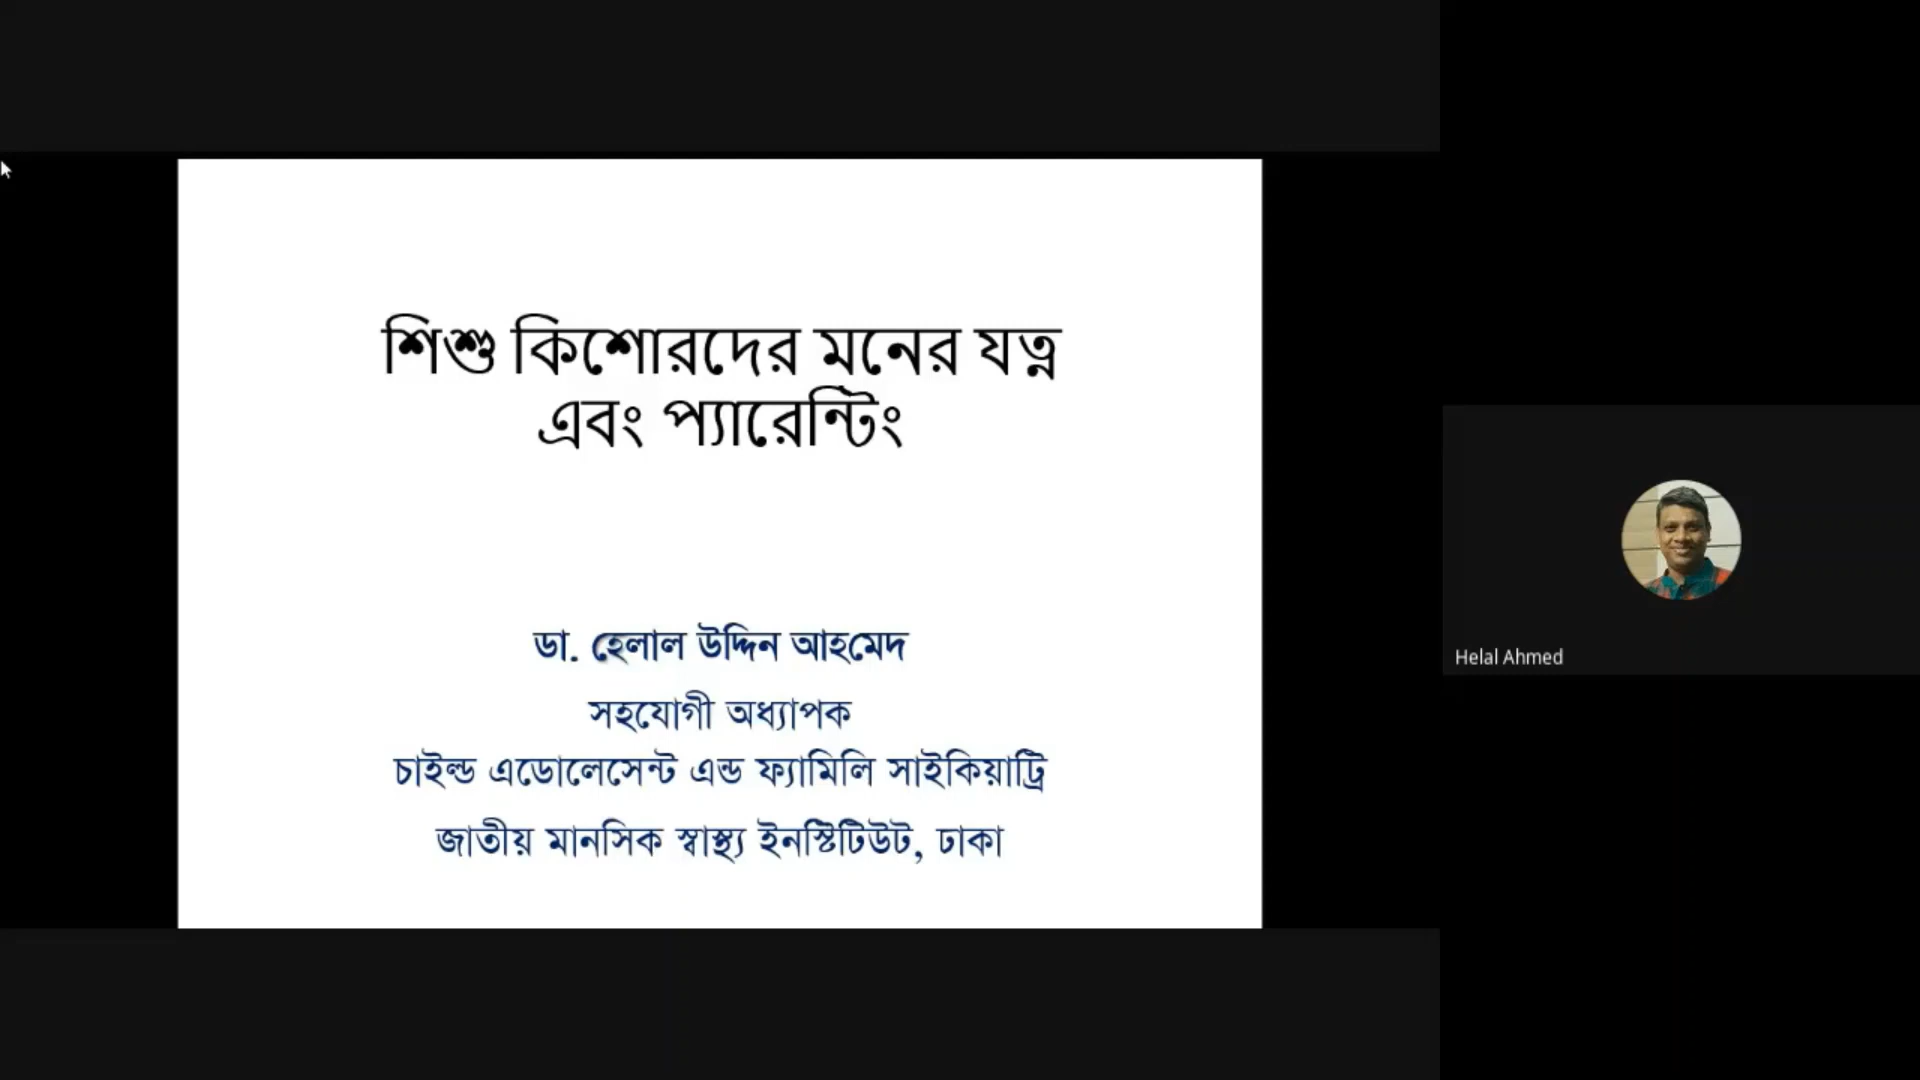 শিশু কিশোরদের মনের যত্ন
এবং প্যারেন্টিং
ডা. হেলাল উদ্দিন আহমেদ
সহযোগী অধ্যাপক
চাইল্ড এডোলেসেন্ট এন্ড ফ্যামিলি সাইকিয়াট্রি
জাতীয় মানসিক স্বাস্থ্য ইনস্টিটিউট, ঢাকা
Helal Ahmed